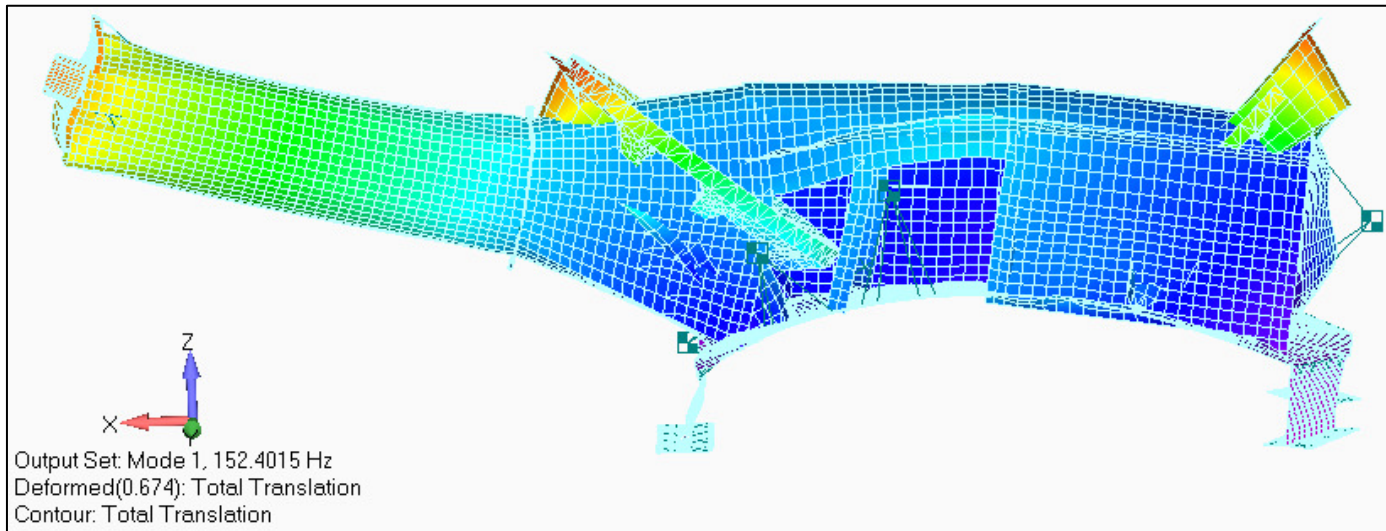 Z
X
Output Set: Mode 1, 152.4015 Hz
Deformed(0.674): Total Translation
Contour: Total Translation